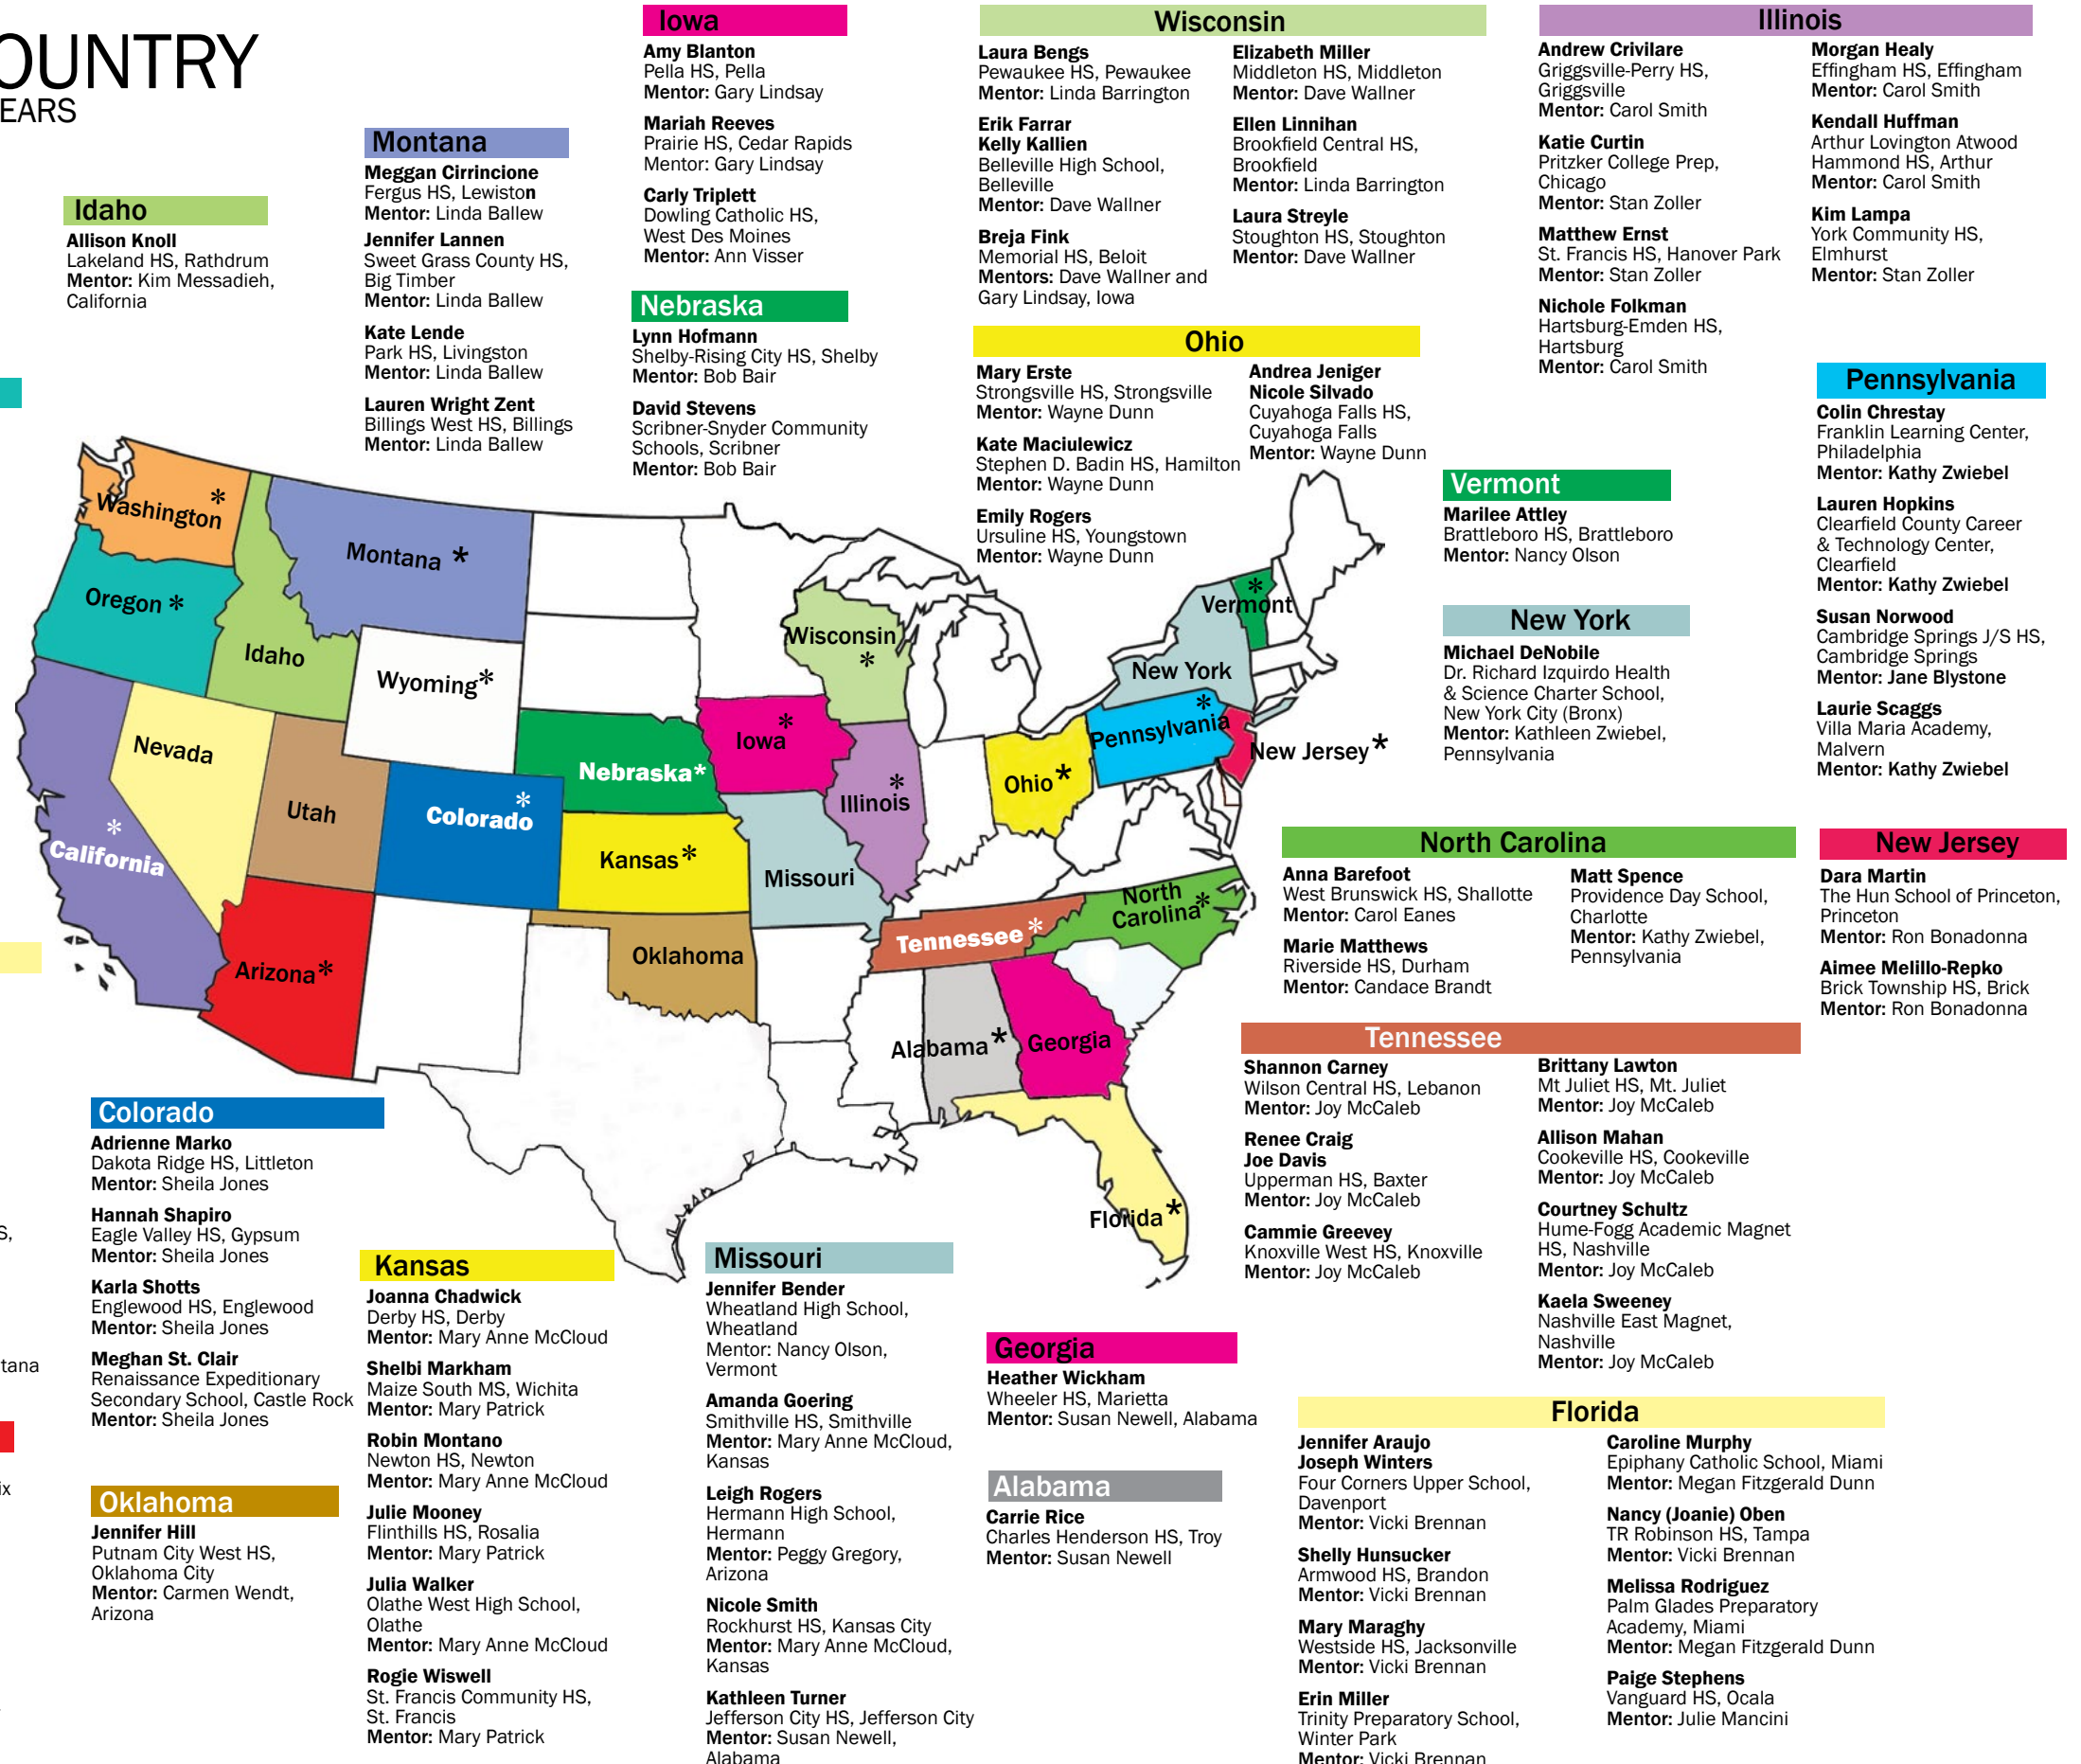 OUNTRY
EARS
Idaho
Allison Knoll
Lakeland HS, Rathdrum
Mentor: Kim Messadieh,
California
Montana
Meggan Cirrincione
Fergus HS, Lewiston
Mentor: Linda Ballew
Jennifer Lannen
Sweet Grass County HS,
Big Timber
Mentor: Linda Ballew
Kate Lende
Park HS, Livingston
Mentor: Linda Ballew
Lauren Wright Zent
Billings West HS, Billings
Mentor: Linda Ballew
Iowa
Amy Blanton
Pella HS, Pella
Mentor: Gary Lindsay
Mariah Reeves
Prairie HS, Cedar Rapids
Mentor: Gary Lindsay
Carly Triplett
Dowling Catholic HS,
West Des Moines
Mentor: Ann Visser
Nebraska
Lynn Hofmann
Shelby-Rising City HS, Shelby
Mentor: Bob Bair
David Stevens
Scribner-Snyder Community
Schools, Scribner
Mentor: Bob Bair
Wisconsin
Laura Bengs
Pewaukee HS, Pewaukee
Mentor: Linda Barrington
Erik Farrar
Kelly Kallien
Belleville High School,
Belleville
Mentor: Dave Wallner
Breja Fink
Memorial HS, Beloit
Mentors: Dave Wallner and
Gary Lindsay, Iowa
Elizabeth Miller
Middleton HS, Middleton
Mentor: Dave Wallner
Ellen Linnihan
Brookfield Central HS,
Brookfield
Mentor: Linda Barrington
Laura Streyle
Stoughton HS, Stoughton
Mentor: Dave Wallner
Ohio
Mary Erste
Strongsville HS, Strongsville
Mentor: Wayne Dunn
Kate Maciulewicz
Stephen D. Badin HS, Hamilton
Mentor: Wayne Dunn
Emily Rogers
Ursuline HS, Youngstown
Mentor: Wayne Dunn
Andrea Jeniger
Nicole Silvado
Cuyahoga Falls HS,
Cuyahoga Falls
Mentor: Wayne Dunn
Illinois
Andrew Crivilare
Griggsville-Perry HS,
Griggsville
Mentor: Carol Smith
Katie Curtin
Pritzker College Prep,
Chicago
Mentor: Stan Zoller
Matthew Ernst
St. Francis HS, Hanover Park
Mentor: Stan Zoller
Nichole Folkman
Hartsburg-Emden HS,
Hartsburg
Mentor: Carol Smith
Morgan Healy
Effingham HS, Effingham
Mentor: Carol Smith
Kendall Huffman
Arthur Lovington Atwood
Hammond HS, Arthur
Mentor: Carol Smith
Kim Lampa
York Community HS,
Elmhurst
Mentor: Stan Zoller
Pennsylvania
Colin Chrestay
Franklin Learning Center,
Philadelphia
Mentor: Kathy Zwiebel
Lauren Hopkins
Clearfield County Career
& Technology Center,
Clearfield
Mentor: Kathy Zwiebel
Susan Norwood
Cambridge Springs J/S HS,
Cambridge Springs
Mentor: Jane Blystone
Laurie Scaggs
Villa Maria Academy,
Malvern
Mentor: Kathy Zwiebel
Vermont
Marilee Attley
Brattleboro HS, Brattleboro
Mentor: Nancy Olson
New York
Michael DeNobile
Dr. Richard Izquirdo Health
& Science Charter School,
New York City (Bronx)
Mentor: Kathleen Zwiebel,
Pennsylvania
Washington *
Montana *
Oregon *
Idaho
Wyoming*
Nevada
Utah
Colorado *
California *
Arizona*
Nebraska*
Kansas*
Oklahoma
Iowa *
Missouri
Wisconsin *
Illinois *
Ohio *
Pennsylvania *
New York
Vermont *
New Jersey *
Tennessee *
North
Carolina*
Alabama *
Georgia
Florida *
North Carolina
Anna Barefoot
West Brunswick HS, Shallotte
Mentor: Carol Eanes
Marie Matthews
Riverside HS, Durham
Mentor: Candace Brandt
Matt Spence
Providence Day School,
Charlotte
Mentor: Kathy Zwiebel,
Pennsylvania
New Jersey
Dara Martin
The Hun School of Princeton,
Princeton
Mentor: Ron Bonadonna
Aimee Melillo-Repko
Brick Township HS, Brick
Mentor: Ron Bonadonna
Tennessee
Shannon Carney
Wilson Central HS, Lebanon
Mentor: Joy McCaleb
Renee Craig
Joe Davis
Upperman HS, Baxter
Mentor: Joy McCaleb
Cammie Greevey
Knoxville West HS, Knoxville
Mentor: Joy McCaleb
Brittany Lawton
Mt Juliet HS, Mt. Juliet
Mentor: Joy McCaleb
Allison Mahan
Cookeville HS, Cookeville
Mentor: Joy McCaleb
Courtney Schultz
Hume-Fogg Academic Magnet
HS, Nashville
Mentor: Joy McCaleb
Kaela Sweeney
Nashville East Magnet,
Nashville
Mentor: Joy McCaleb
S,
tana
ix
Colorado
Adrienne Marko
Dakota Ridge HS, Littleton
Mentor: Sheila Jones
Hannah Shapiro
Eagle Valley HS, Gypsum
Mentor: Sheila Jones
Karla Shotts
Englewood HS, Englewood
Mentor: Sheila Jones
Meghan St. Clair
Renaissance Expeditionary
Secondary School, Castle Rock
Mentor: Sheila Jones
Oklahoma
Jennifer Hill
Putnam City West HS,
Oklahoma City
Mentor: Carmen Wendt,
Arizona
Kansas
Joanna Chadwick
Derby HS, Derby
Mentor: Mary Anne McCloud
Shelbi Markham
Maize South MS, Wichita
Mentor: Mary Patrick
Robin Montano
Newton HS, Newton
Mentor: Mary Anne McCloud
Julie Mooney
Flinthills HS, Rosalia
Mentor: Mary Patrick
Julia Walker
Olathe West High School,
Olathe
Mentor: Mary Anne McCloud
Rogie Wiswell
St. Francis Community HS,
St. Francis
Mentor: Mary Patrick
Missouri
Jennifer Bender
Wheatland High School,
Wheatland
Mentor: Nancy Olson,
Vermont
Amanda Goering
Smithville HS, Smithville
Mentor: Mary Anne McCloud,
Kansas
Leigh Rogers
Hermann High School,
Hermann
Mentor: Peggy Gregory,
Arizona
Nicole Smith
Rockhurst HS, Kansas City
Mentor: Mary Anne McCloud,
Kansas
Kathleen Turner
Jefferson City HS, Jefferson City
Mentor: Susan Newell,
Alabama
Georgia
Heather Wickham
Wheeler HS, Marietta
Mentor: Susan Newell, Alabama
Alabama
Carrie Rice
Charles Henderson HS, Troy
Mentor: Susan Newell
Florida
Jennifer Araujo
Joseph Winters
Four Corners Upper School,
Davenport
Mentor: Vicki Brennan
Shelly Hunsucker
Armwood HS, Brandon
Mentor: Vicki Brennan
Mary Maraghy
Westside HS, Jacksonville
Mentor: Vicki Brennan
Erin Miller
Trinity Preparatory School,
Winter Park
Mentor: Vicki Brennan
Caroline Murphy
Epiphany Catholic School, Miami
Mentor: Megan Fitzgerald Dunn
Nancy (Joanie) Oben
TR Robinson HS, Tampa
Mentor: Vicki Brennan
Melissa Rodriguez
Palm Glades Preparatory
Academy, Miami
Mentor: Megan Fitzgerald Dunn
Paige Stephens
Vanguard HS, Ocala
Mentor: Julie Mancini